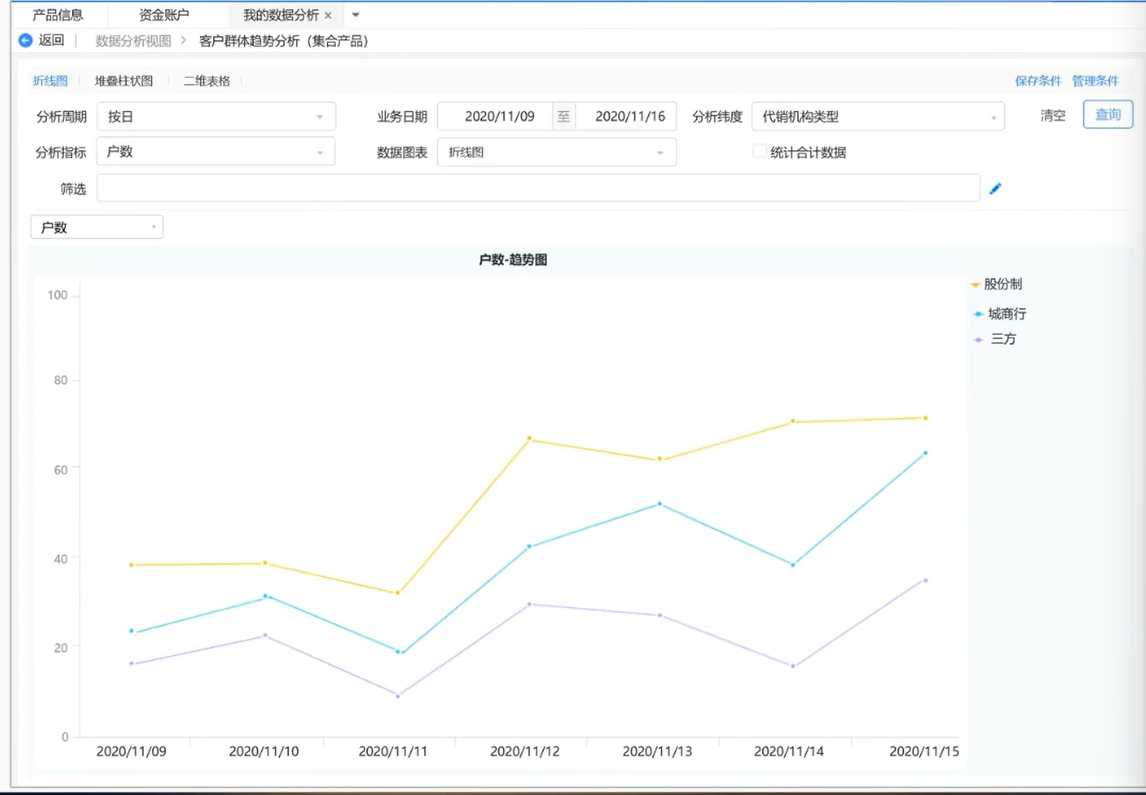 产品信息 资金账户 我的数据分析 ×
返回 数据分析视图 > 客户群体趋势分析（集合产品）
折线图 堆叠柱状图 二维表格 保存条件 管理条件
分析周期 按日 业务日期 2020/11/09 至 2020/11/16 分析纬度 代销机构类型 清空 查询
分析指标 户数 数据图表 折线图 统计合计数据
筛选
户数
户数-趋势图
股份制
城商行
三方
100
80
60
40
20
0
2020/11/09 2020/11/10 2020/11/11 2020/11/12 2020/11/13 2020/11/14 2020/11/15